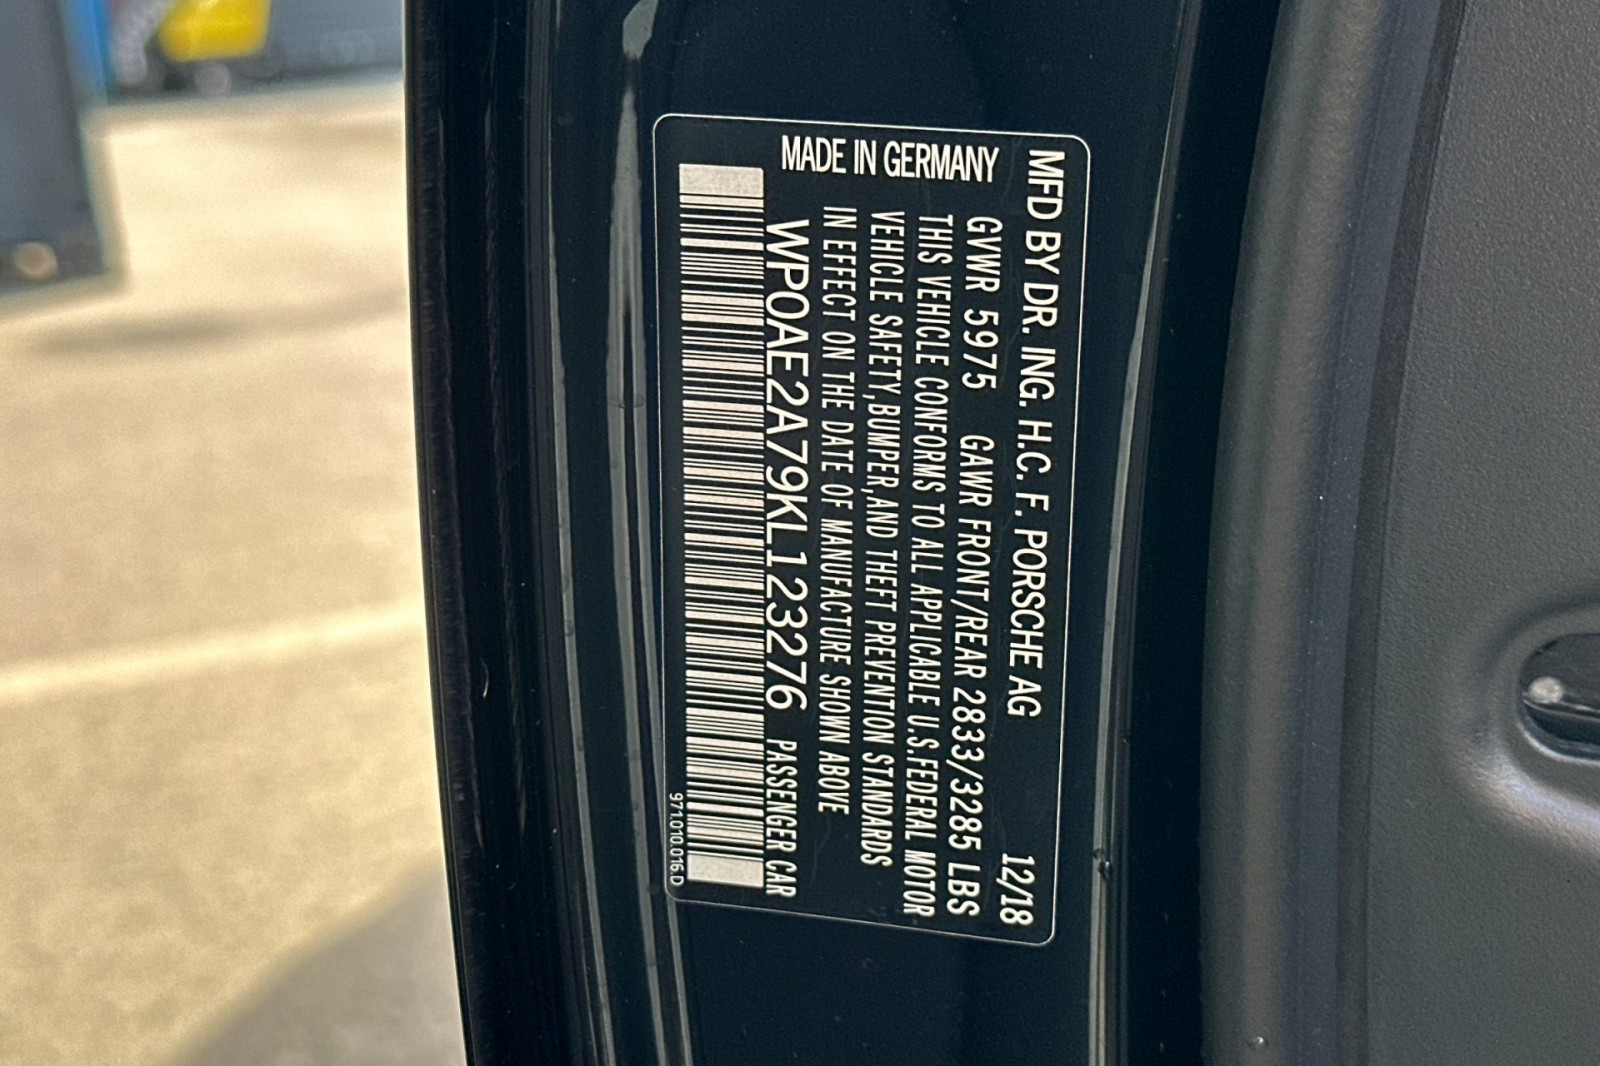 MFD BY DR. ING. H.C. F. PORSCHE AG 12/18
MADE IN GERMANY
GVWR 5975 GAWR FRONT/REAR 2833/3285 LBS
THIS VEHICLE CONFORMS TO ALL APPLICABLE U.S.FEDERAL MOTOR
VEHICLE SAFETY,BUMPER,AND THEFT PREVENTION STANDARDS
IN EFFECT ON THE DATE OF MANUFACTURE SHOWN ABOVE
WP0AE2A79KL123276 PASSENGER CAR
971.010.016.D